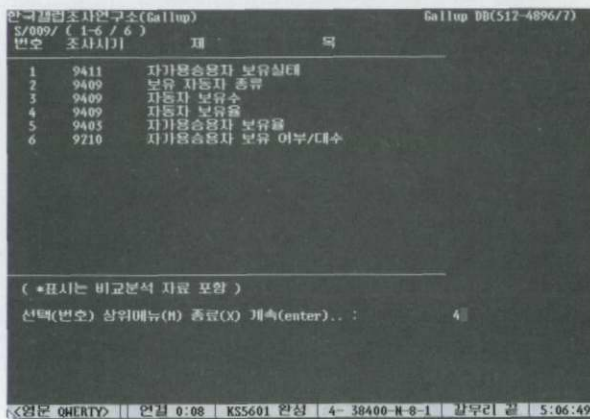 한국갤럽조사연구소(Gallup) Gallup DB(512-4896/7)
S/009/ ( 1-6 / 6 )
번호 조사시기 제 목
1 9411 자가용승용차 보유실태
2 9409 보유 자동차 종류
3 9409 자동차 보유수
4 9409 자동차 보유율
5 9403 자가용승용차 보유율
6 9210 자가용승용차 보유 여부/대수
( *표시는 비교분석 자료 포함 )
선택(번호) 상위메뉴(M) 종료(X) 계속(enter).. : 4
<영문 QWERTY> 연결 0:08 KS5601 완성 4- 38400-N-8-1 갈무리 끝 5:06:49